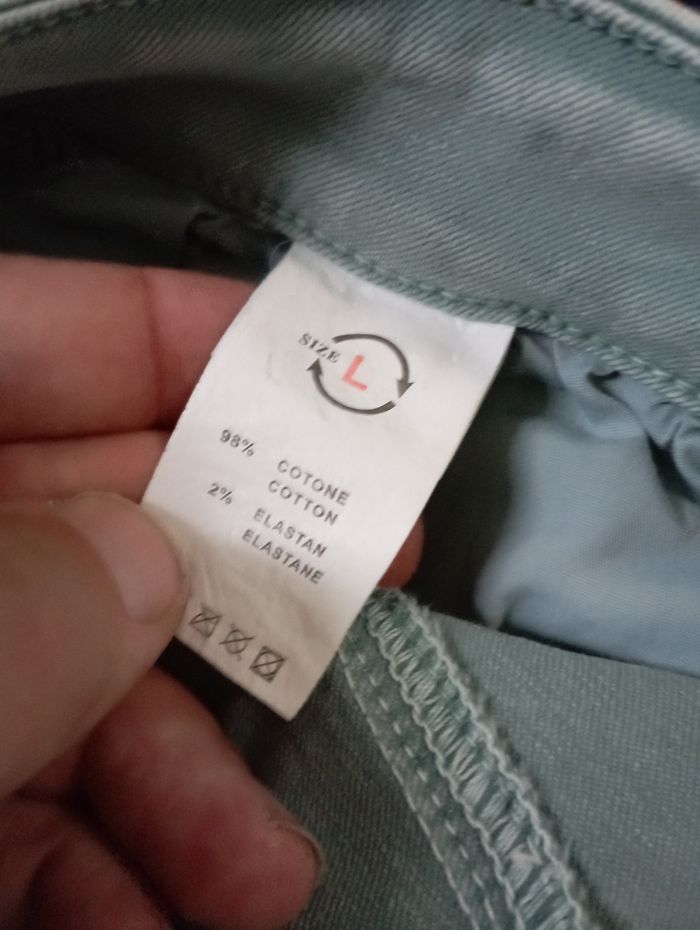 SIZE L
98% COTONE
COTTON
2% ELASTAN
ELASTANE